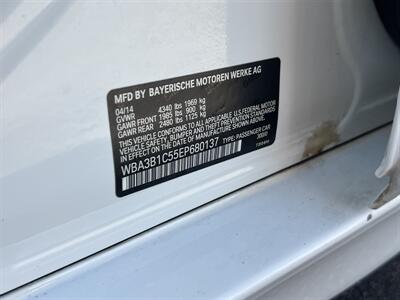 MFD BY BAYERISCHE MOTOREN WERKE AG
04/14
GVWR 4340 lbs 1969 kg
GAWR FRONT 1985 lbs 900 kg
GAWR REAR 2480 lbs 1125 kg
THIS VEHICLE CONFORMS TO ALL APPLICABLE U.S. FEDERAL MOTOR
VEHICLE SAFETY, BUMPER, AND THEFT PREVENTION STANDARDS
IN EFFECT ON THE DATE OF MANUFACTURE SHOWN ABOVE.
WBA3B1C55EP680137 TYPE: PASSENGER CAR